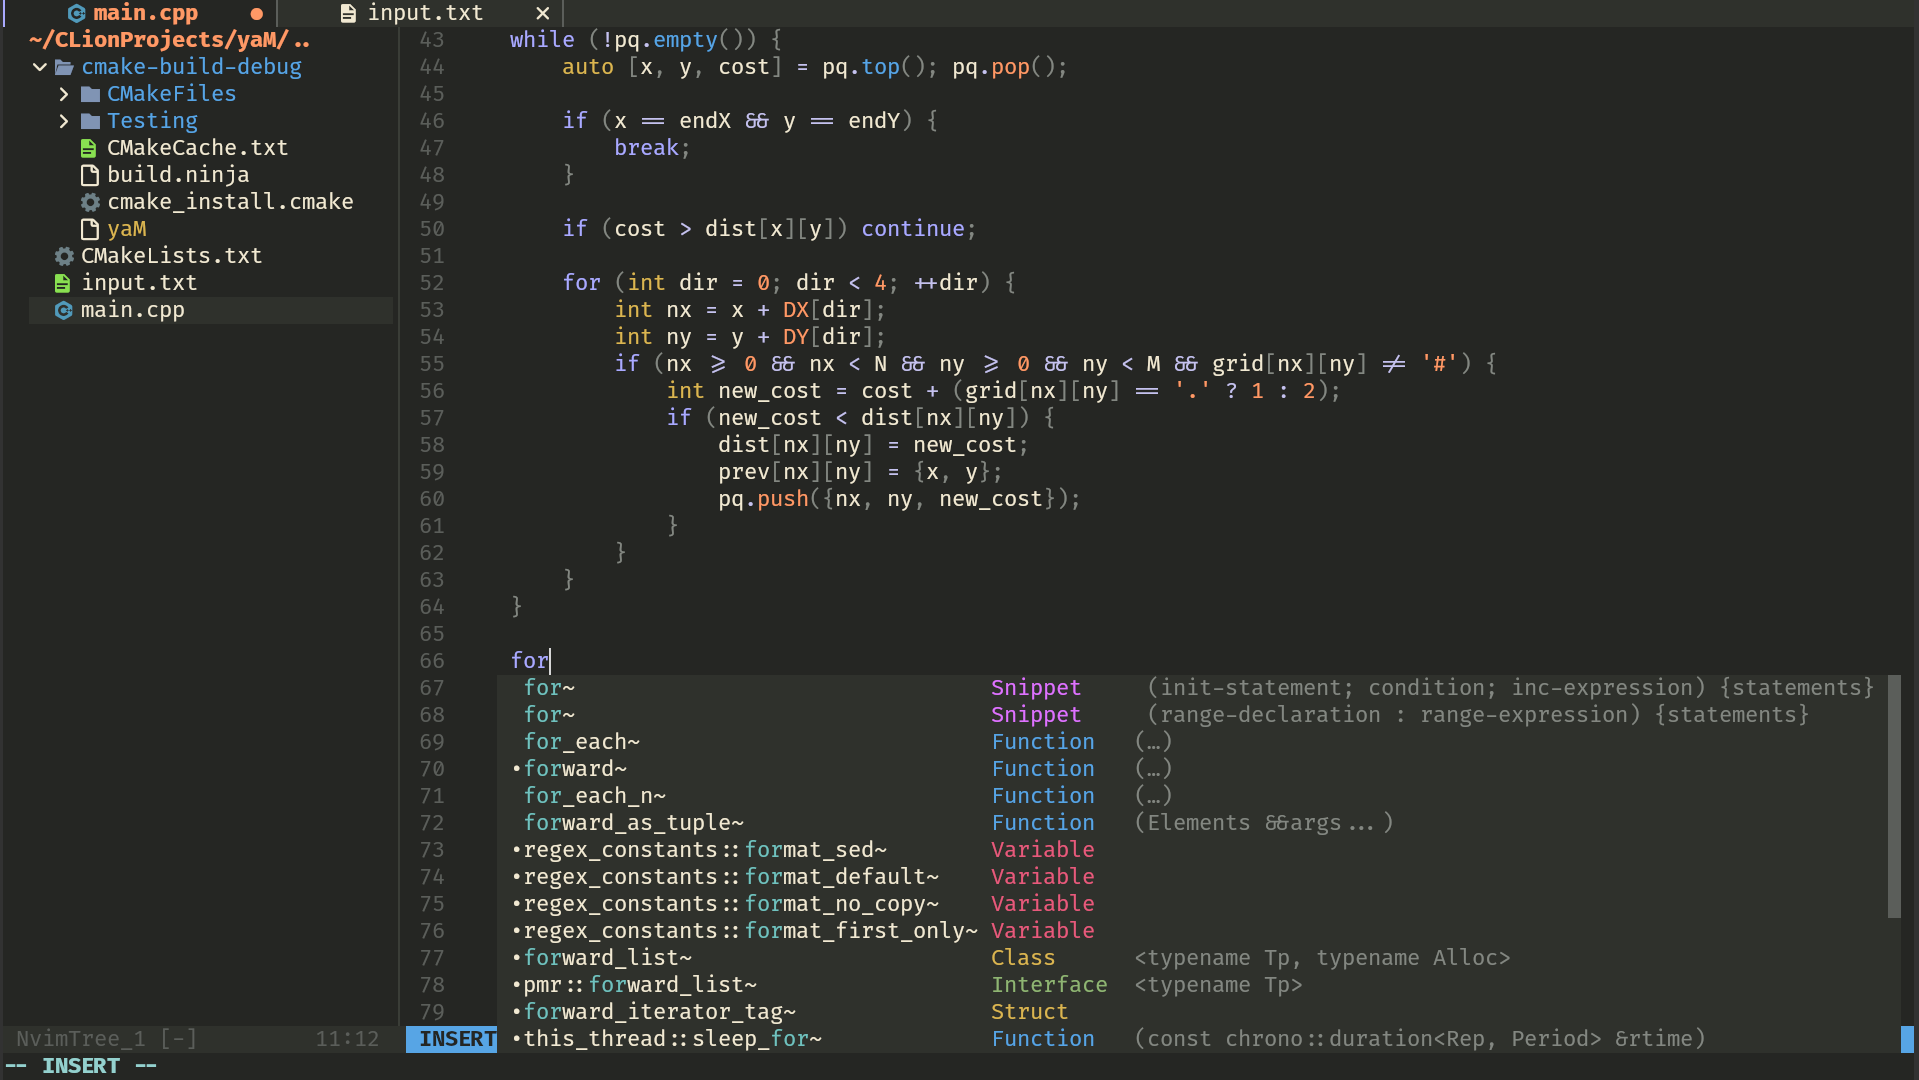 main.cpp ● input.txt ✕
~/CLionProjects/yaM/..
cmake-build-debug
CMakeFiles
Testing
CMakeCache.txt
build.ninja
cmake_install.cmake
yaM
CMakeLists.txt
input.txt
main.cpp
NvimTree_1 [-] 11:12
43 while (!pq.empty()) {
44 auto [x, y, cost] = pq.top(); pq.pop();
45
46 if (x == endX && y == endY) {
47 break;
48 }
49
50 if (cost > dist[x][y]) continue;
51
52 for (int dir = 0; dir < 4; ++dir) {
53 int nx = x + DX[dir];
54 int ny = y + DY[dir];
55 if (nx >= 0 && nx < N && ny >= 0 && ny < M && grid[nx][ny] != '#') {
56 int new_cost = cost + (grid[nx][ny] == '.' ? 1 : 2);
57 if (new_cost < dist[nx][ny]) {
58 dist[nx][ny] = new_cost;
59 prev[nx][ny] = {x, y};
60 pq.push({nx, ny, new_cost});
61 }
62 }
63 }
64 }
65
66 for
67 for~ Snippet (init-statement; condition; inc-expression) {statements}
68 for~ Snippet (range-declaration : range-expression) {statements}
69 for_each~ Function (…)
70 •forward~ Function (…)
71 for_each_n~ Function (…)
72 forward_as_tuple~ Function (Elements &&args...)
73 •regex_constants::format_sed~ Variable
74 •regex_constants::format_default~ Variable
75 •regex_constants::format_no_copy~ Variable
76 •regex_constants::format_first_only~ Variable
77 •forward_list~ Class <typename Tp, typename Alloc>
78 •pmr::forward_list~ Interface <typename Tp>
79 •forward_iterator_tag~ Struct
INSERT •this_thread::sleep_for~ Function (const chrono::duration<Rep, Period> &rtime)
-- INSERT --